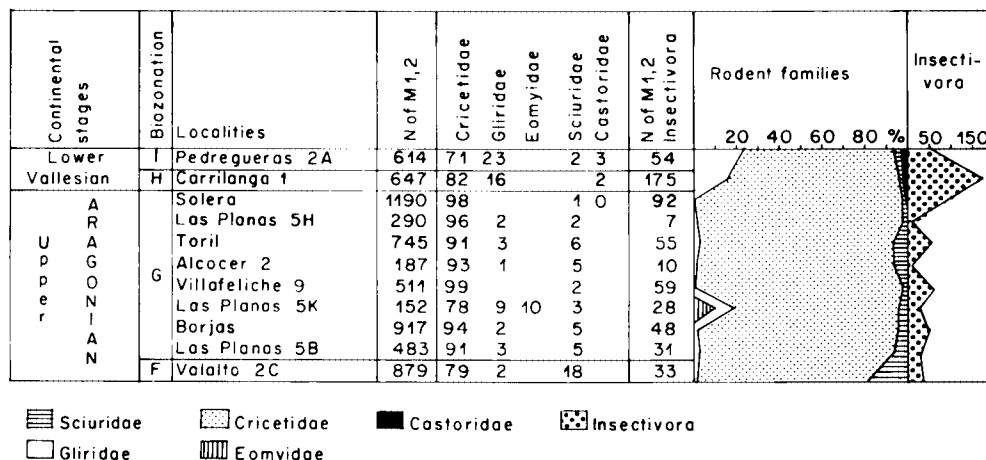 Continental stages Biozonation Localities N of M1,2 Cricetidae Gliridae Eomyidae Sciuridae Castoridae N of M1,2 Insectivora Rodent families Insecti-vora
20 40 60 80 % 50 150
Lower I Pedregueras 2A 614 71 23 2 3 54
Vallesian H Carrilanga 1 647 82 16 2 175
Upper ARAGONIAN G Solera 1190 98 1 0 92
Las Planas 5H 290 96 2 2 7
Toril 745 91 3 6 55
Alcocer 2 187 93 1 5 10
Villafeliche 9 511 99 2 59
Las Planas 5K 152 78 9 10 3 28
Borjas 917 94 2 5 48
Las Planas 5B 483 91 3 5 31
F Valalto 2C 879 79 2 18 33
Sciuridae Cricetidae Castoridae Insectivora
Gliridae Eomyidae